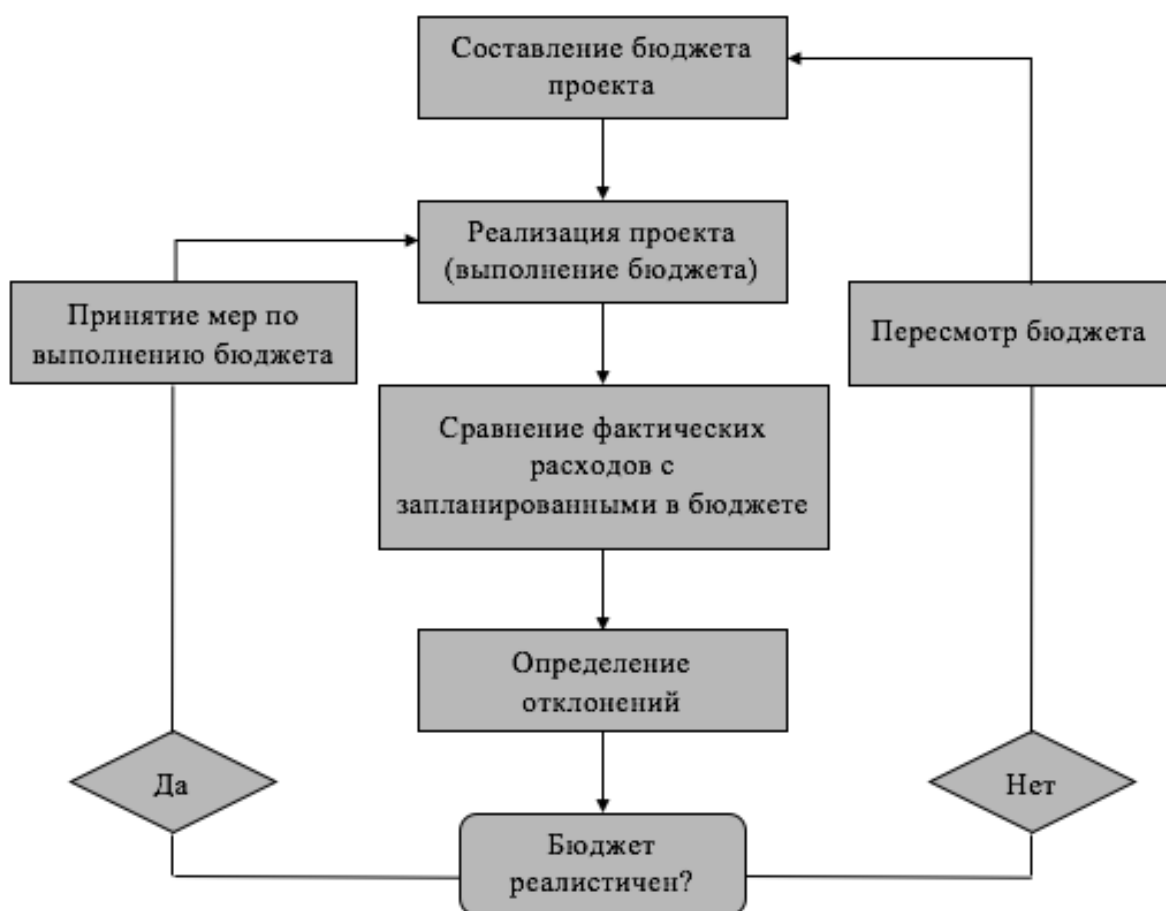 Составление бюджета
проекта
Реализация проекта
(выполнение бюджета)
Принятие мер по
выполнению бюджета
Пересмотр бюджета
Сравнение фактических
расходов с
запланированными в бюджете
Определение
отклонений
Да
Нет
Бюджет
реалистичен?